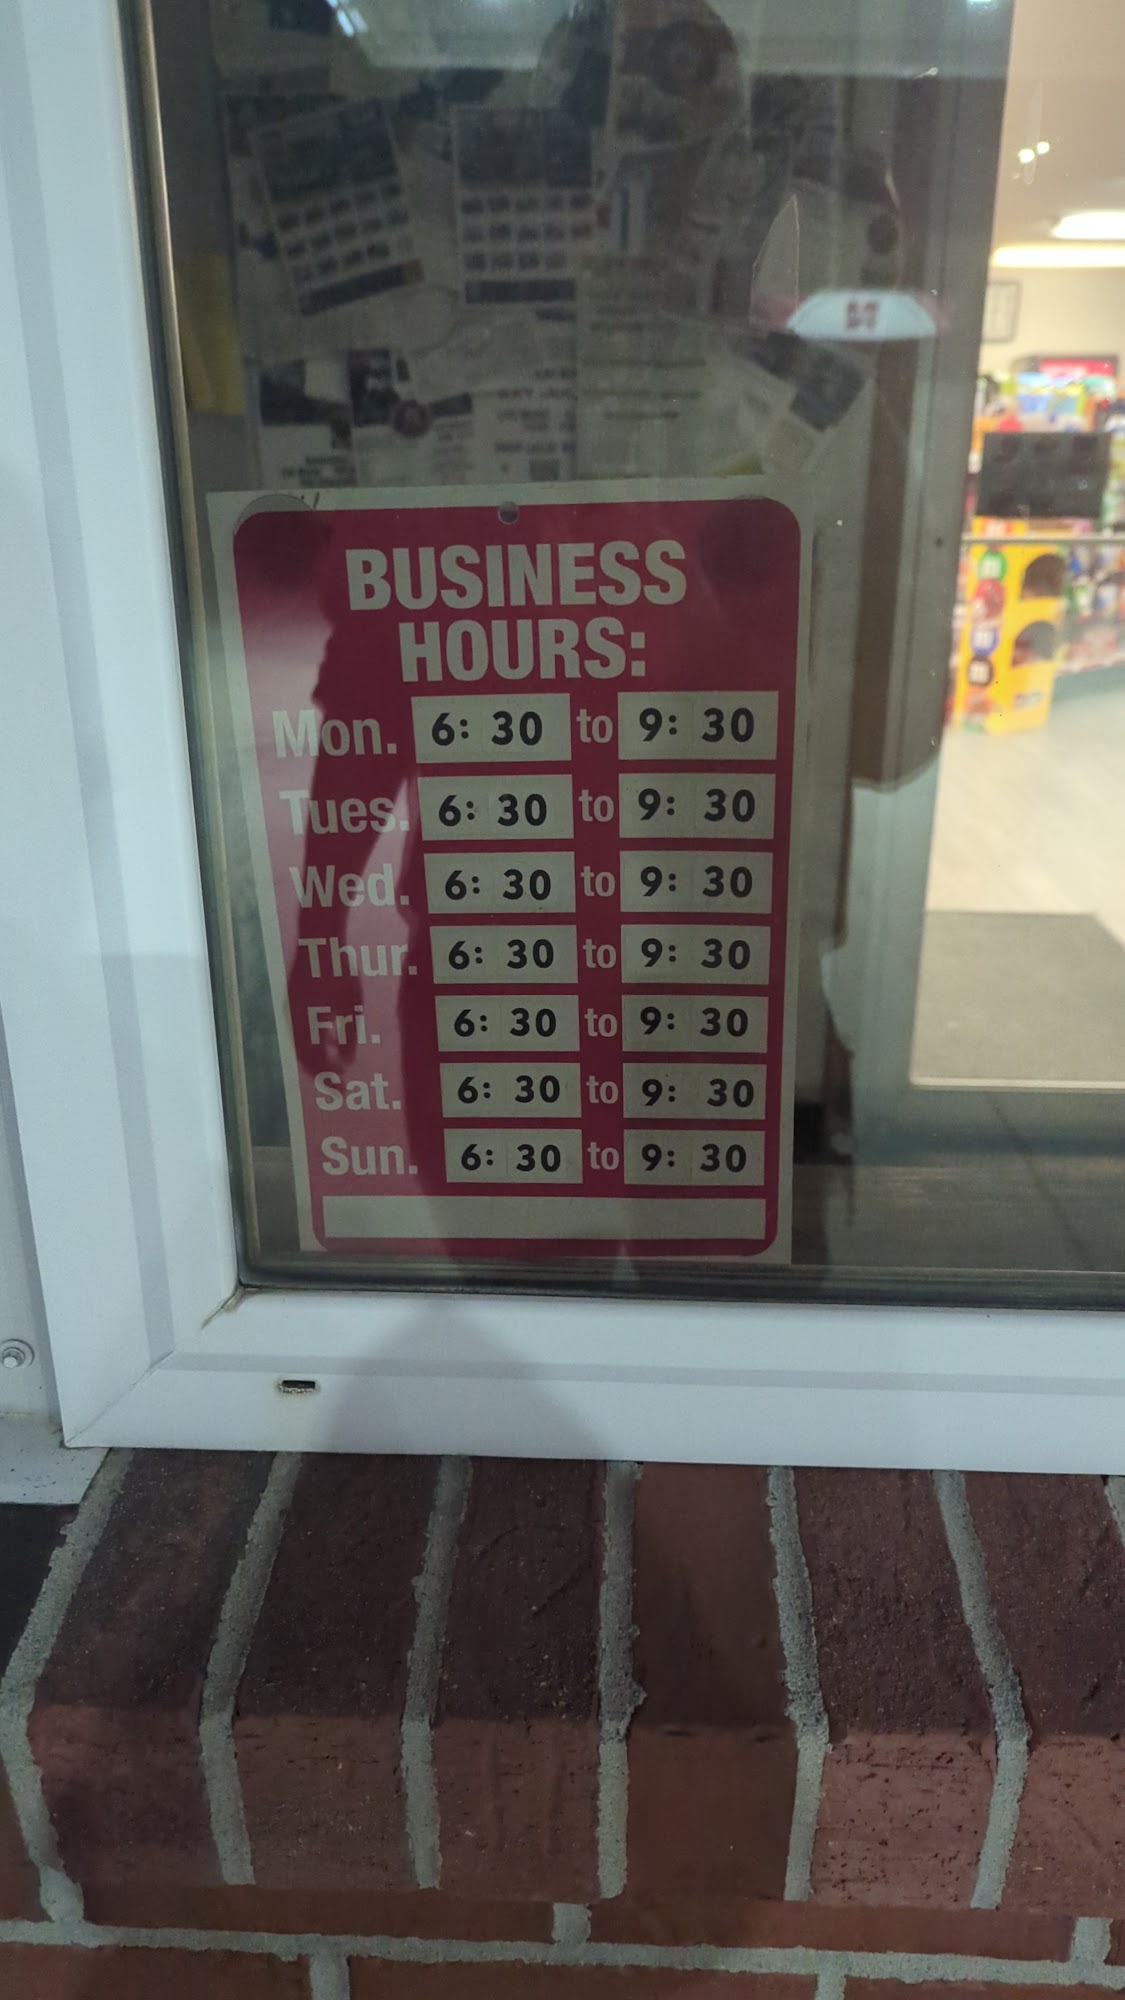 BUSINESS
HOURS:
Mon. 6: 30 to 9: 30
Tues. 6: 30 to 9: 30
Wed. 6: 30 to 9: 30
Thur. 6: 30 to 9: 30
Fri. 6: 30 to 9: 30
Sat. 6: 30 to 9: 30
Sun. 6: 30 to 9: 30